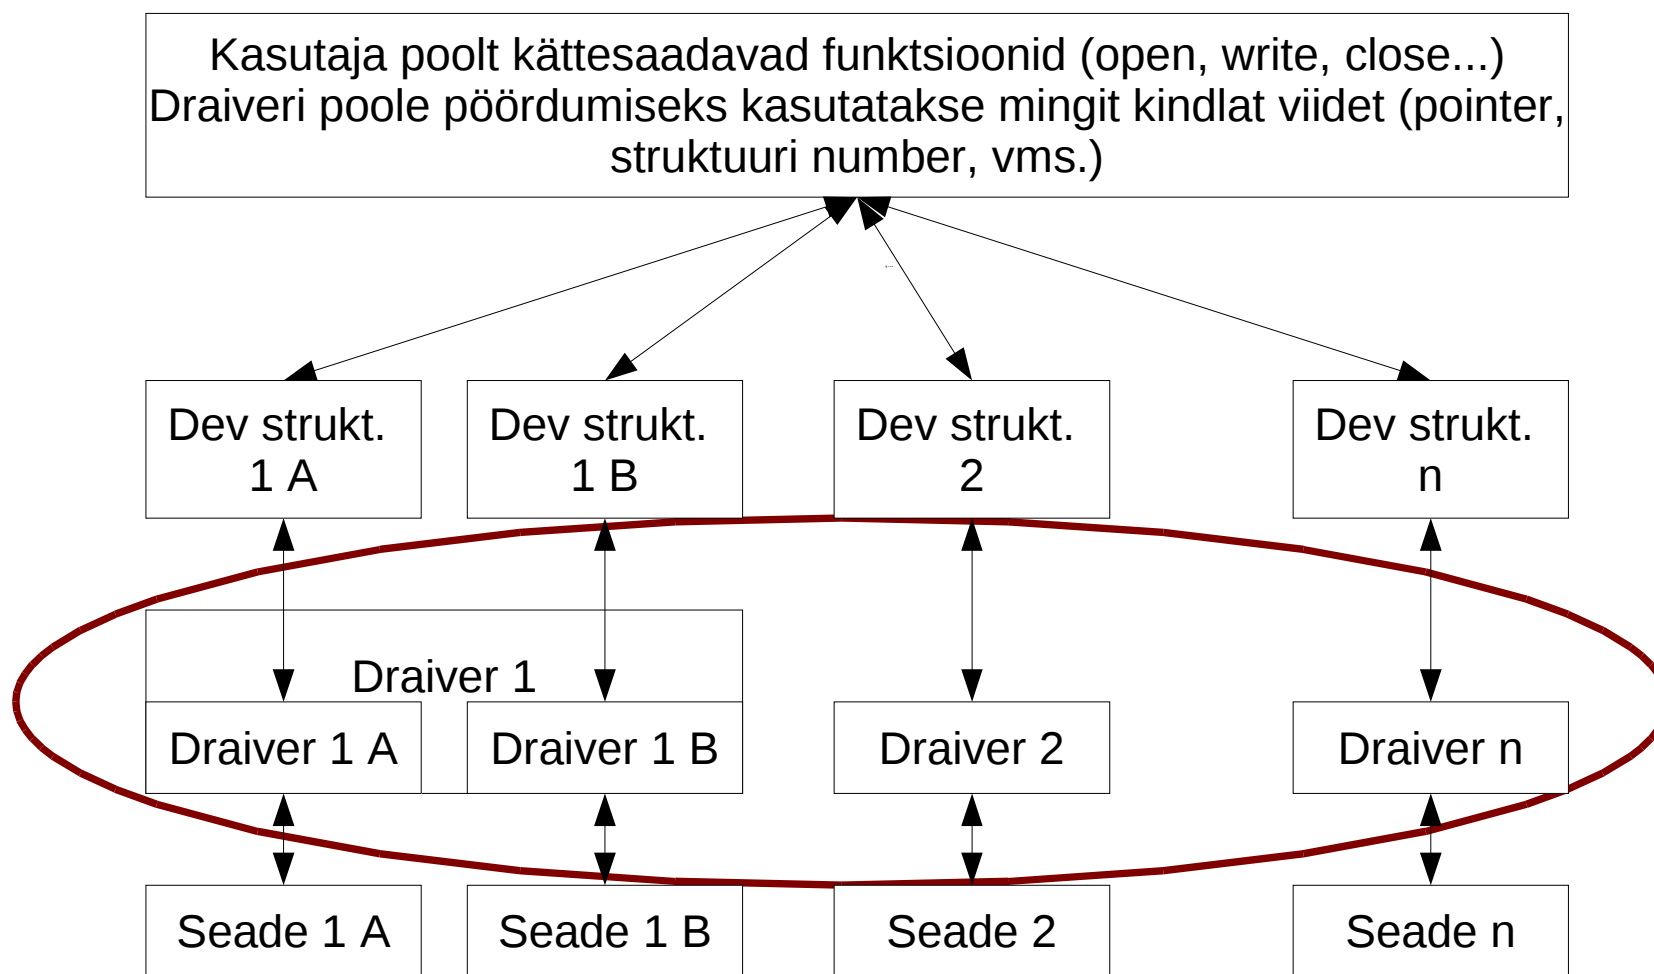 Kasutaja poolt kättesaadavad funktsioonid (open, write, close...)
Draiveri poole pöördumiseks kasutatakse mingit kindlat viidet (pointer,
struktuuri number, vms.)
Dev strukt.
1 A
Dev strukt.
1 B
Dev strukt.
2
Dev strukt.
n
Draiver 1
Draiver 1 A
Draiver 1 B
Draiver 2
Draiver n
Seade 1 A
Seade 1 B
Seade 2
Seade n